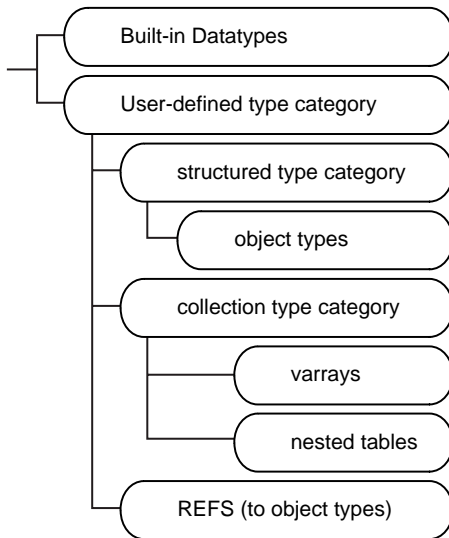 Built-in Datatypes
User-defined type category
structured type category
object types
collection type category
varrays
nested tables
REFS (to object types)